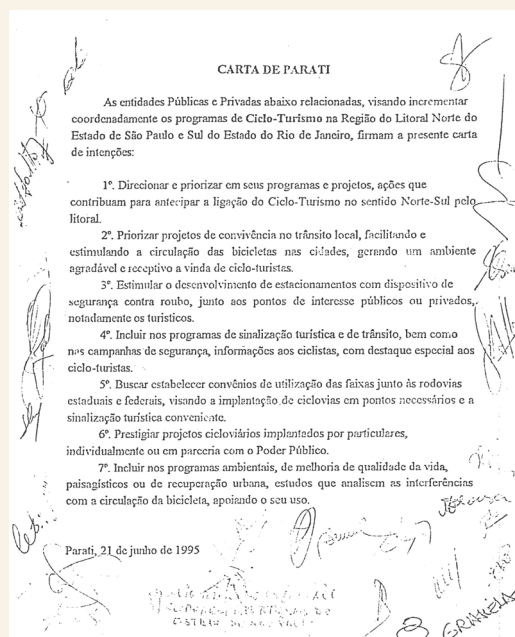 CARTA DE PARATI
As entidades Públicas e Privadas abaixo relacionadas, visando incrementar
coordenadamente os programas de Ciclo-Turismo na Região do Litoral Norte do
Estado de São Paulo e Sul do Estado do Rio de Janeiro, firmam a presente carta
de intenções:
1º. Direcionar e priorizar em seus programas e projetos, ações que
contribuam para antecipar a ligação do Ciclo-Turismo no sentido Norte-Sul pelo
litoral.
2º. Priorizar projetos de convivência no trânsito local, facilitando e
estimulando a circulação das bicicletas nas cidades, gerando um ambiente
agradável e receptivo a vinda de ciclo-turistas.
3º. Estimular o desenvolvimento de estacionamentos com dispositivo de
segurança contra roubo, junto aos pontos de interesse públicos ou privados,
notadamente os turísticos.
4º. Incluir nos programas de sinalização turística e de trânsito, bem como
nas campanhas de segurança, informações aos ciclistas, com destaque especial aos
ciclo-turistas.
5º. Buscar estabelecer convênios de utilização das faixas junto às rodovias
estaduais e federais, visando a implantação de ciclovias em pontos necessários e a
sinalização turística conveniente.
6º. Prestigiar projetos cicloviários implantados por particulares,
individualmente ou em parceria com o Poder Público.
7º. Incluir nos programas ambientais, de melhoria de qualidade da vida,
paisagísticos ou de recuperação urbana, estudos que analisem as interferências
com a circulação da bicicleta, apoiando o seu uso.
Parati, 21 de junho de 1995